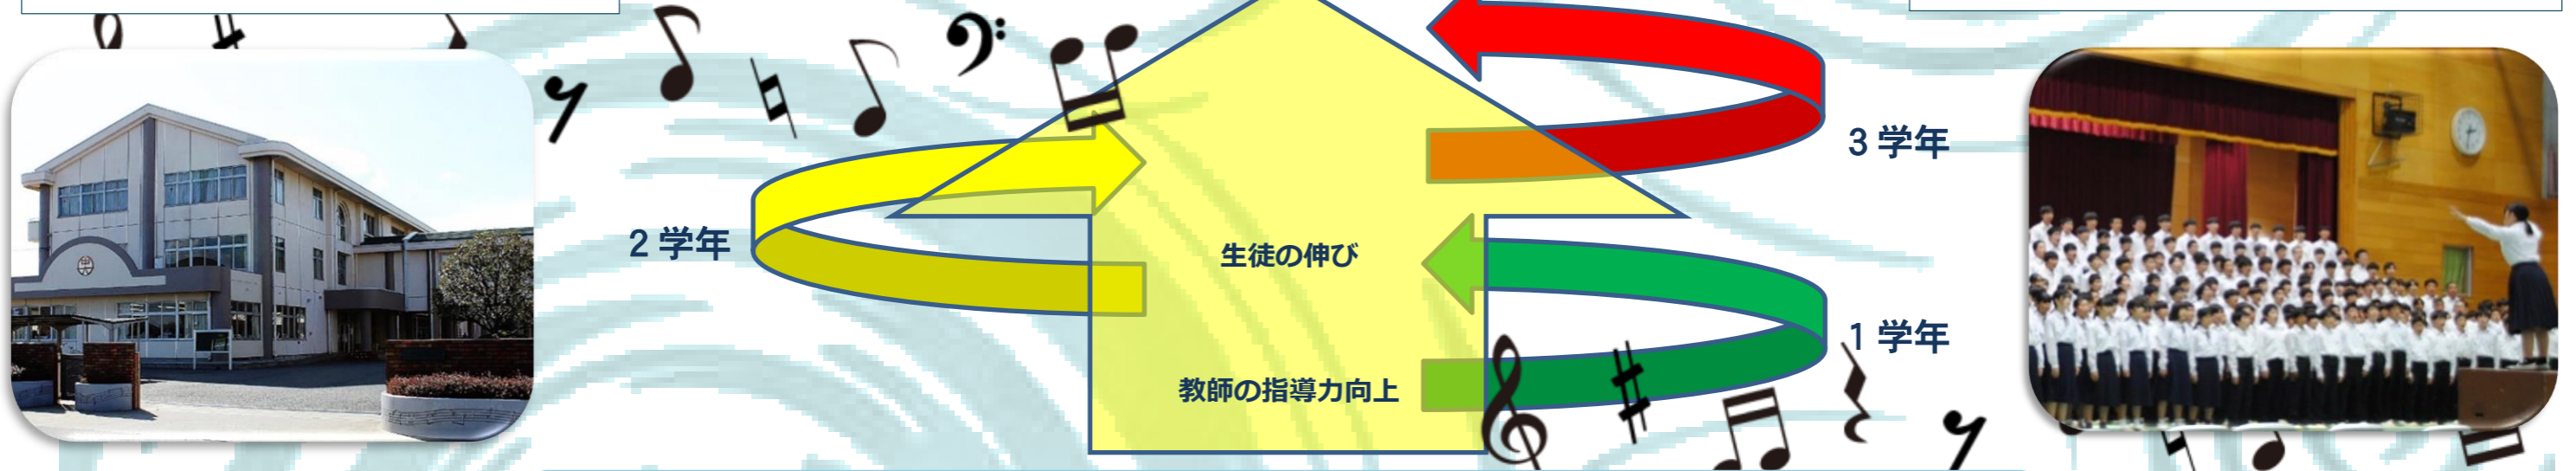 3学年
2学年
生徒の伸び
1学年
教師の指導力向上